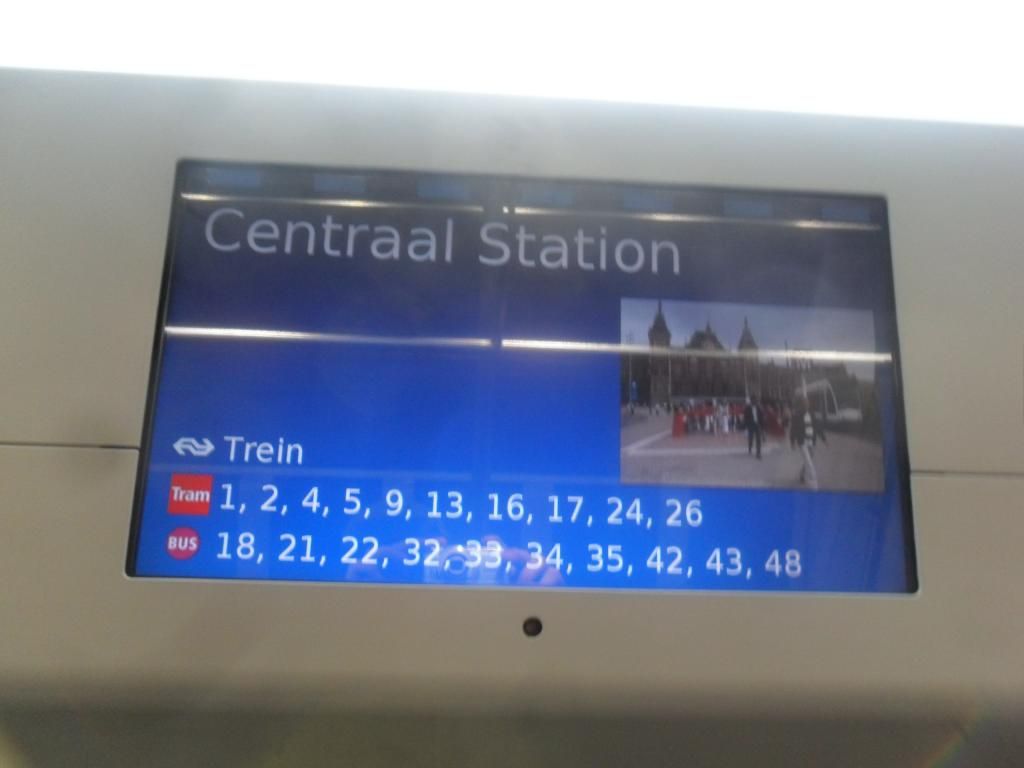 Centraal Station
Trein
Tram 1, 2, 4, 5, 9, 13, 16, 17, 24, 26
BUS 18, 21, 22, 32, 33, 34, 35, 42, 43, 48